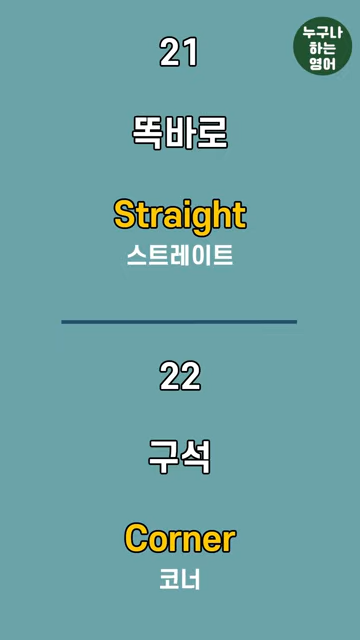 21
누구나
하는
영어
똑바로
Straight
스트레이트
22
구석
Corner
코너